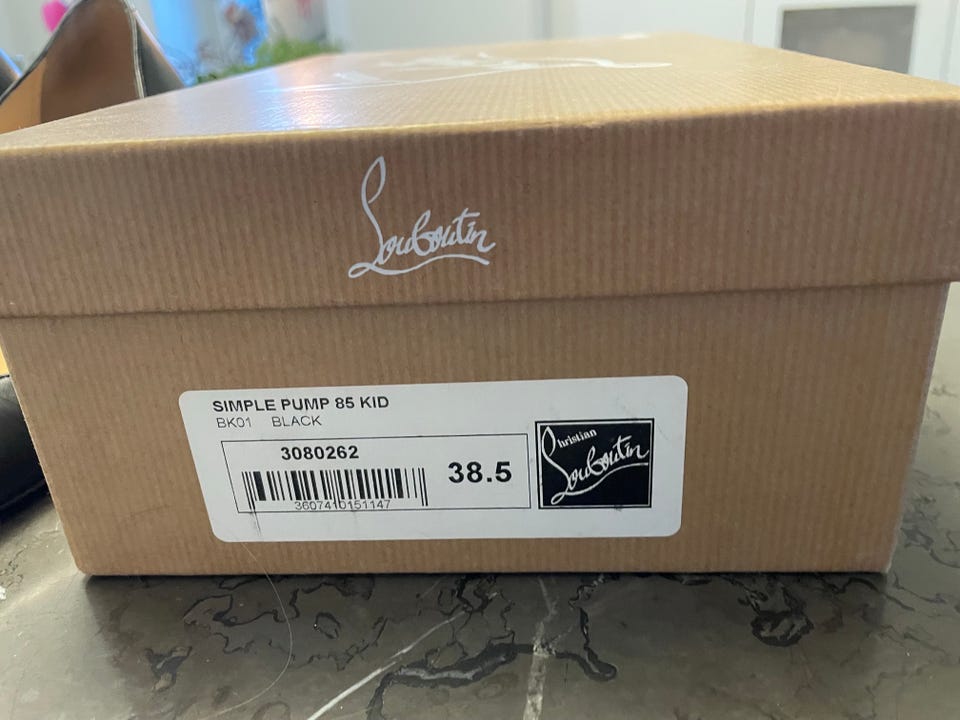 Louboutin
SIMPLE PUMP 85 KID
BK01 BLACK
3080262
38.5
3607410151147
Christian
Louboutin